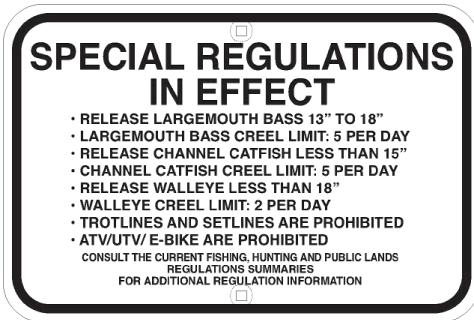 SPECIAL REGULATIONS
IN EFFECT
• RELEASE LARGEMOUTH BASS 13” TO 18”
• LARGEMOUTH BASS CREEL LIMIT: 5 PER DAY
• RELEASE CHANNEL CATFISH LESS THAN 15”
• CHANNEL CATFISH CREEL LIMIT: 5 PER DAY
• RELEASE WALLEYE LESS THAN 18”
• WALLEYE CREEL LIMIT: 2 PER DAY
• TROTLINES AND SETLINES ARE PROHIBITED
• ATV/UTV/ E-BIKE ARE PROHIBITED
CONSULT THE CURRENT FISHING, HUNTING AND PUBLIC LANDS
REGULATIONS SUMMARIES
FOR ADDITIONAL REGULATION INFORMATION